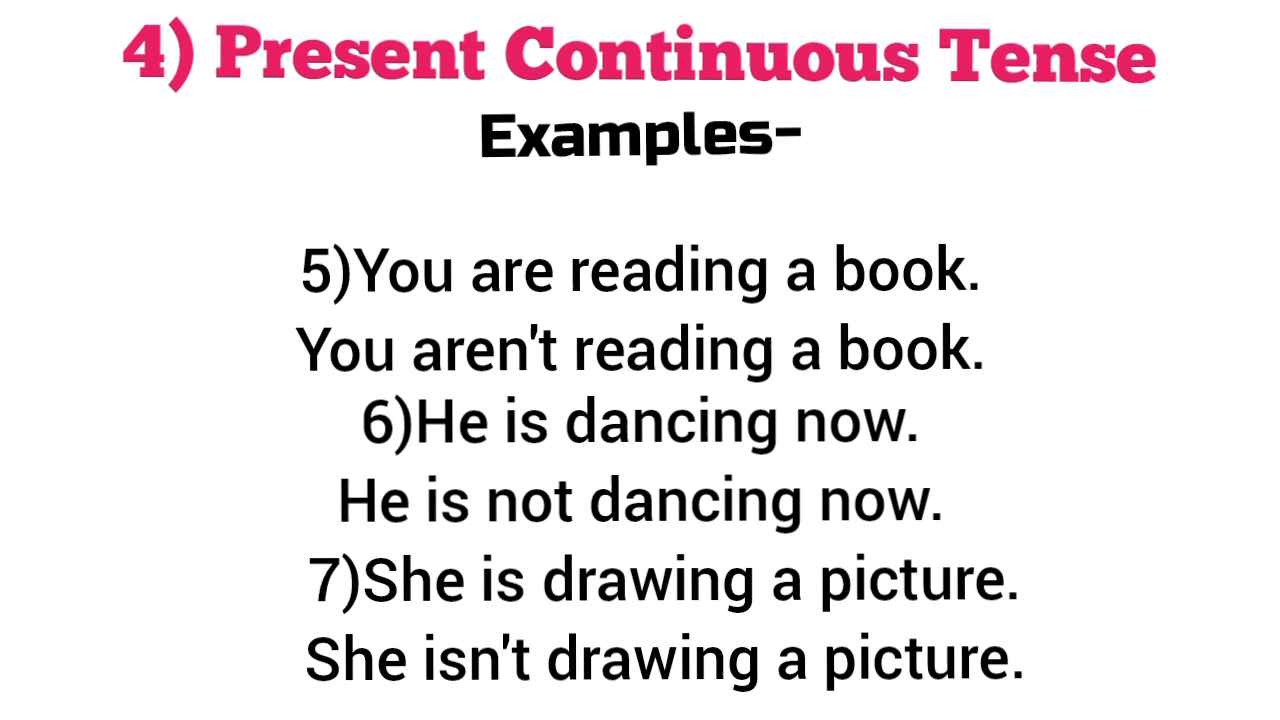 4) Present Continuous Tense
Examples-
5)You are reading a book.
You aren't reading a book.
6)He is dancing now.
He is not dancing now.
7)She is drawing a picture.
She isn't drawing a picture.